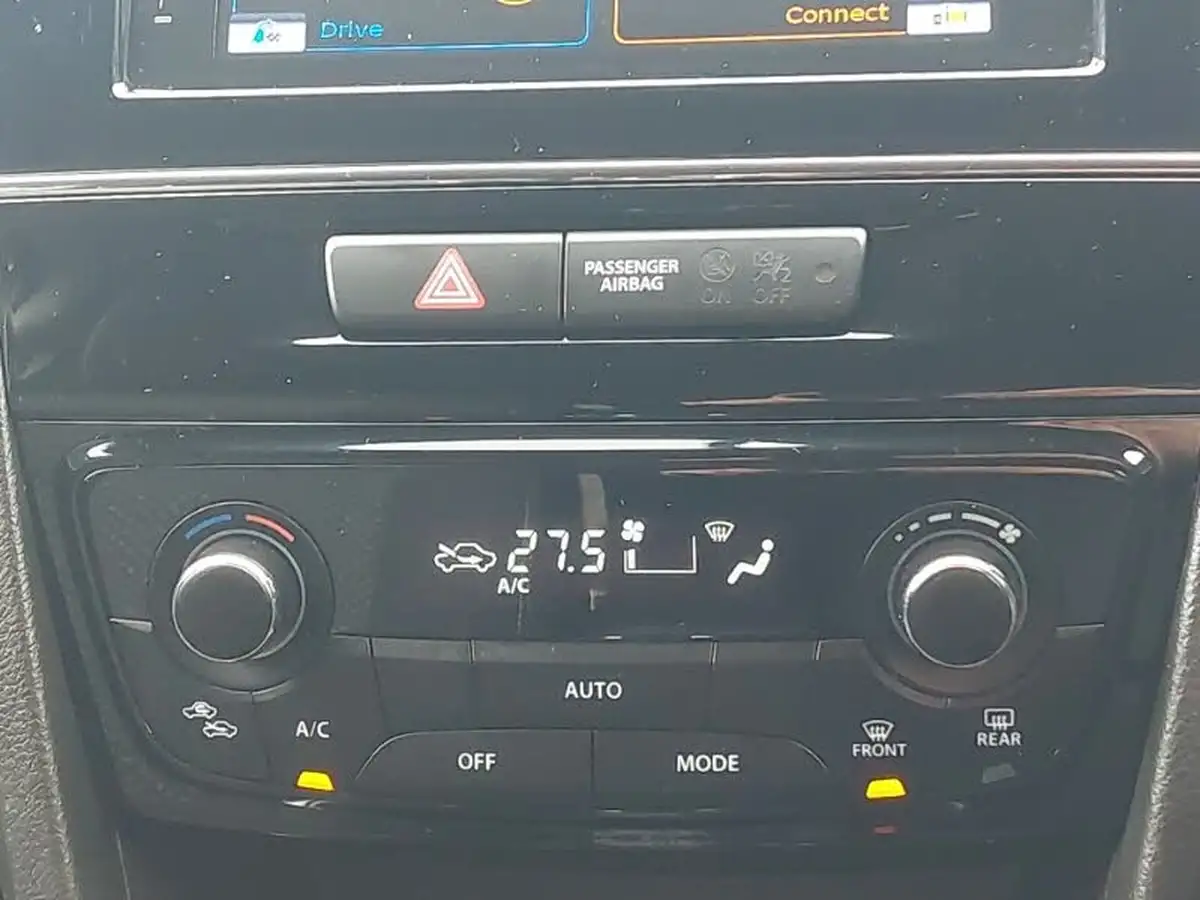 Drive
Connect
PASSENGER
AIRBAG
ON OFF
27.5
A/C
AUTO
A/C
OFF
MODE
FRONT
REAR